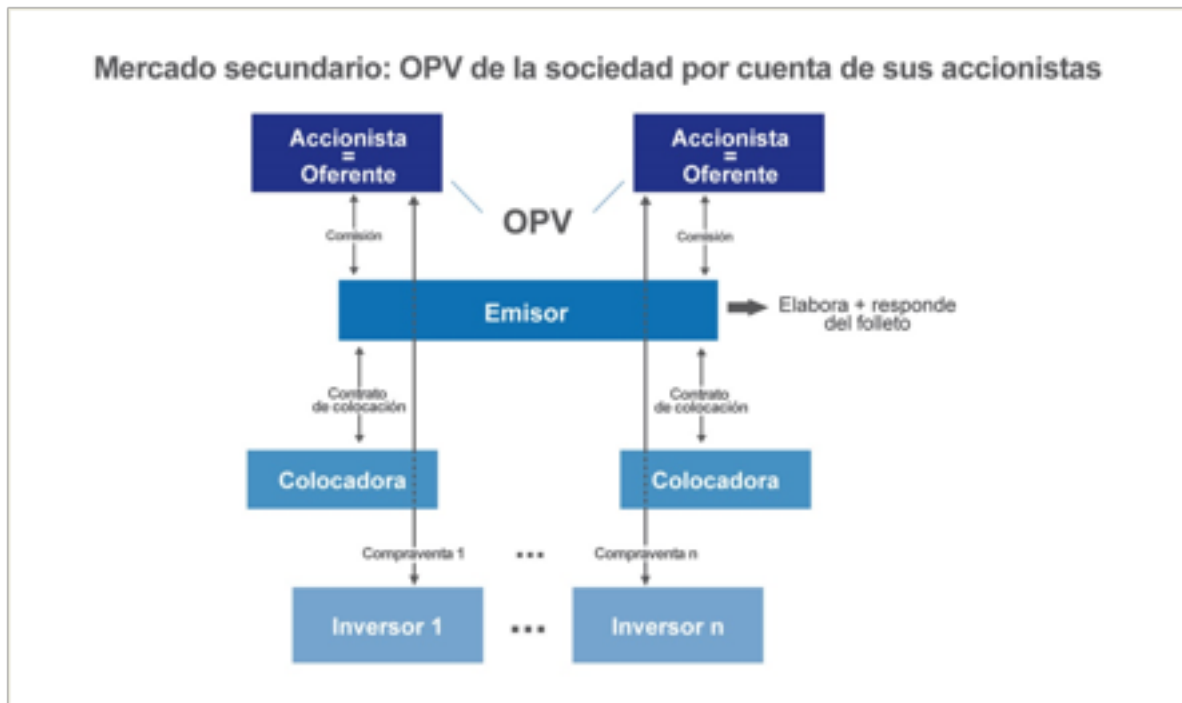 Mercado secundario: OPV de la sociedad por cuenta de sus accionistas
Accionista
=
Oferente
Accionista
=
Oferente
OPV
Comisión
Comisión
Emisor
Elabora + responde
del folleto
Contrato
de colocación
Contrato
de colocación
Colocadora
Colocadora
Compraventa 1
...
Compraventa n
Inversor 1
...
Inversor n